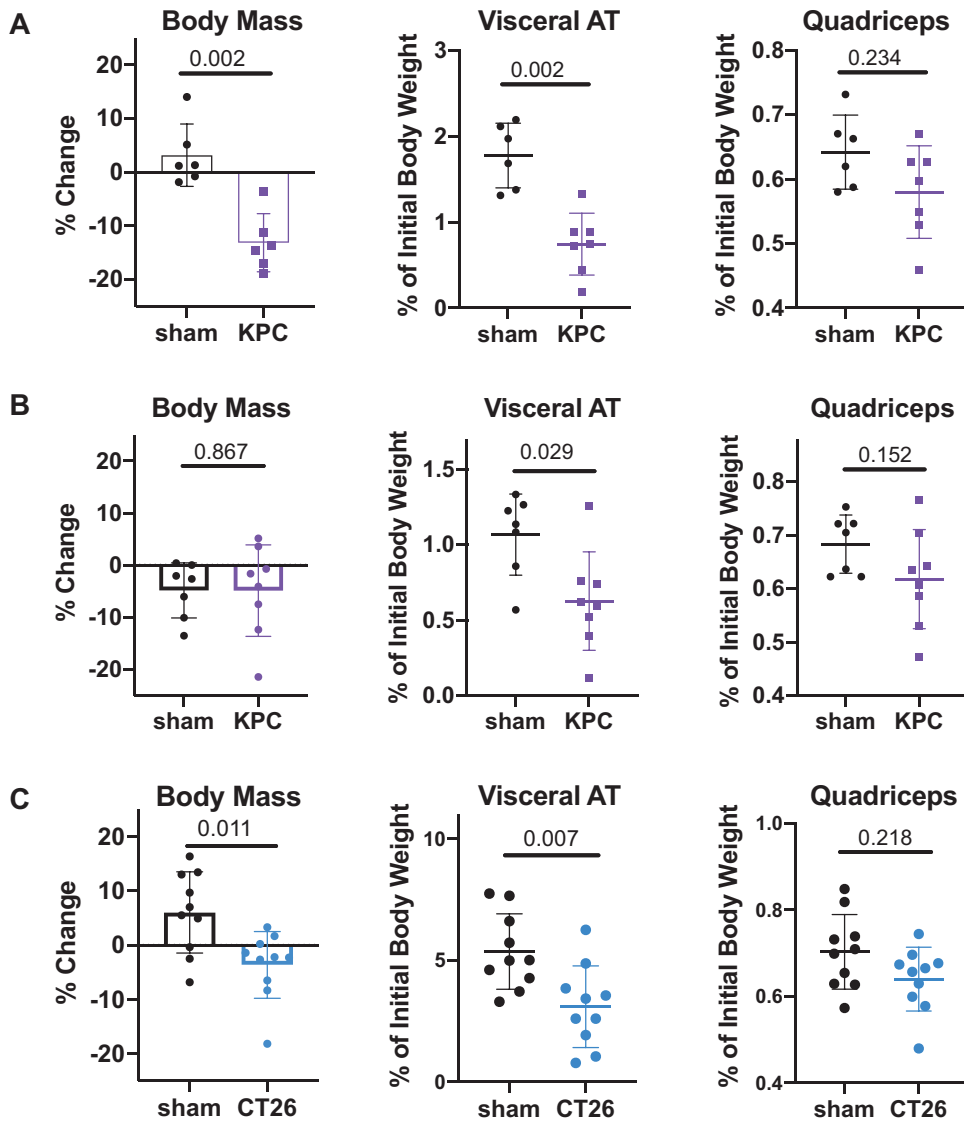 A
Body Mass
Visceral AT
Quadriceps
% Change
20
10
0
-10
-20
0.002
sham KPC
% of Initial Body Weight
3
2
1
0
0.002
sham KPC
% of Initial Body Weight
0.8
0.7
0.6
0.5
0.4
0.234
sham KPC
B
Body Mass
Visceral AT
Quadriceps
% Change
20
10
0
-10
-20
0.867
sham KPC
% of Initial Body Weight
1.5
1.0
0.5
0.0
0.029
sham KPC
% of Initial Body Weight
0.8
0.7
0.6
0.5
0.4
0.152
sham KPC
C
Body Mass
Visceral AT
Quadriceps
% Change
20
10
0
-10
-20
0.011
sham CT26
% of Initial Body Weight
10
5
0
0.007
sham CT26
% of Initial Body Weight
1.0
0.8
0.6
0.4
0.218
sham CT26